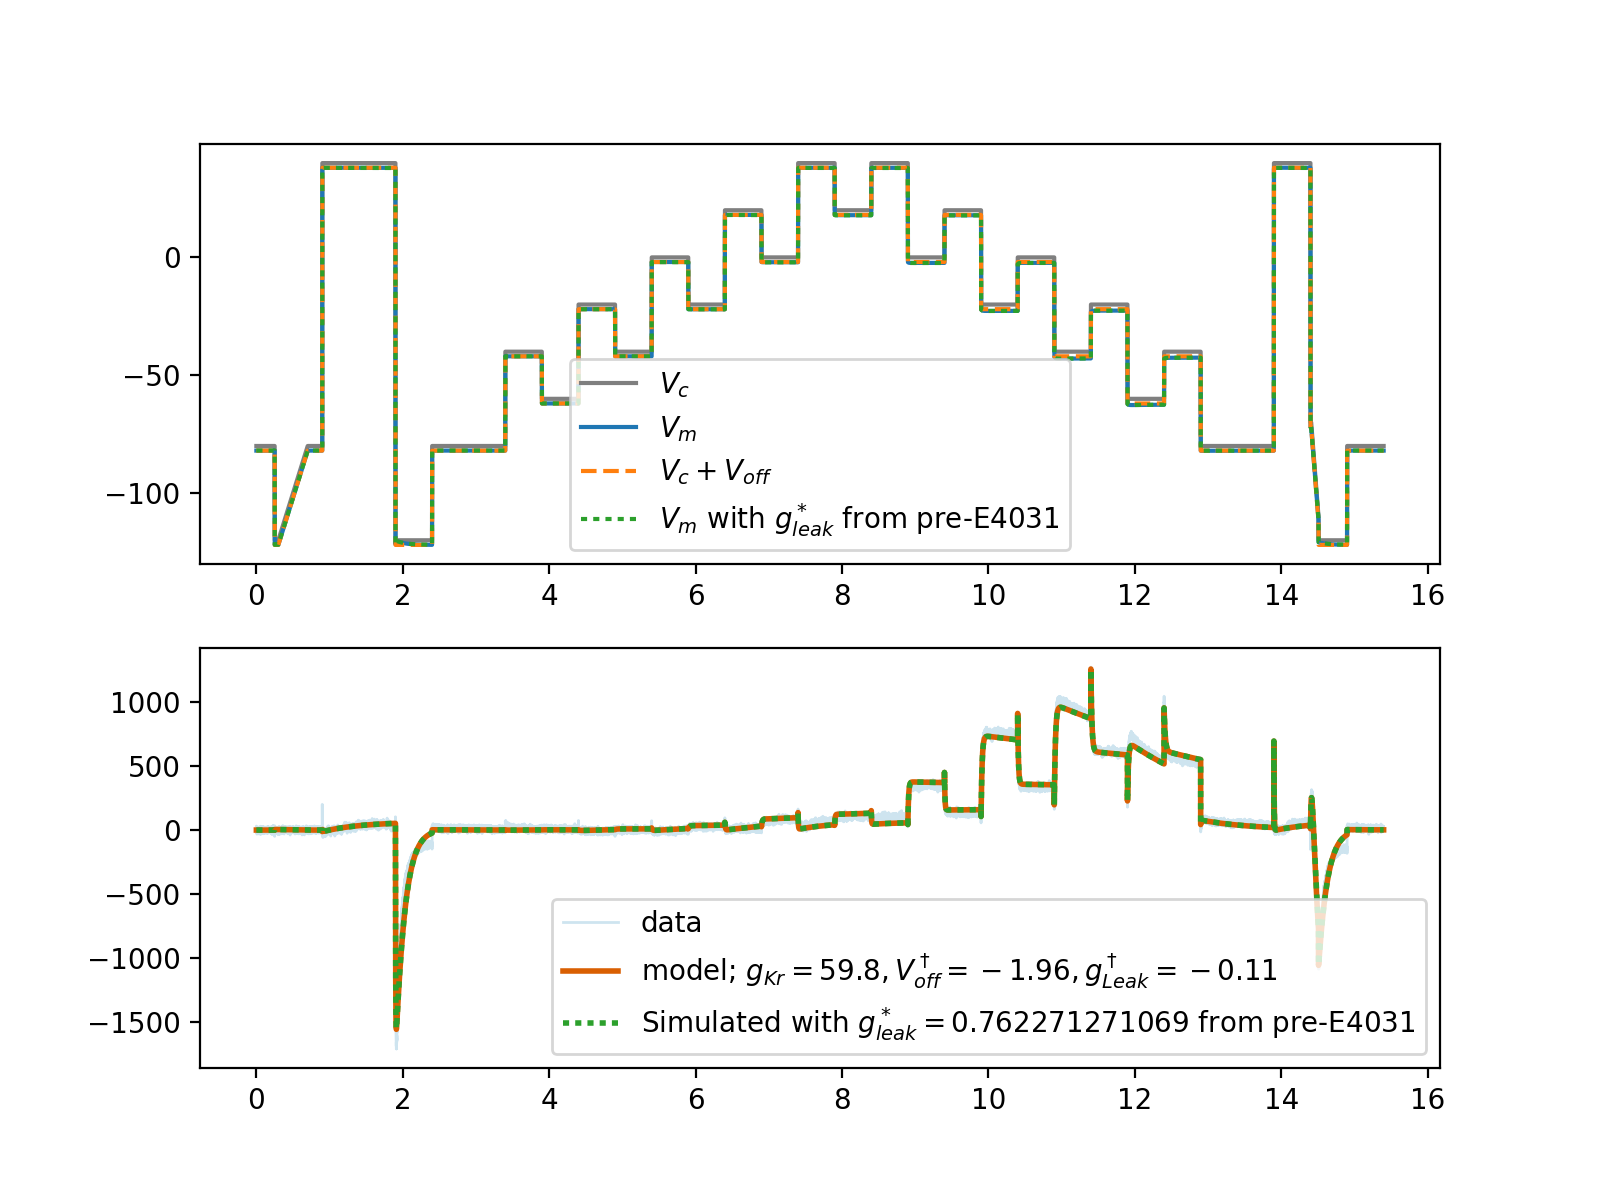 0
−50
−100
V_c
V_m
V_c + V_off
V_m with g*_leak from pre-E4031
0 2 4 6 8 10 12 14 16
1000
500
0
−500
−1000
−1500
data
model; g_Kr = 59.8, V†_off = −1.96, g†_Leak = −0.11
Simulated with g*_leak = 0.762271271069 from pre-E4031
0 2 4 6 8 10 12 14 16